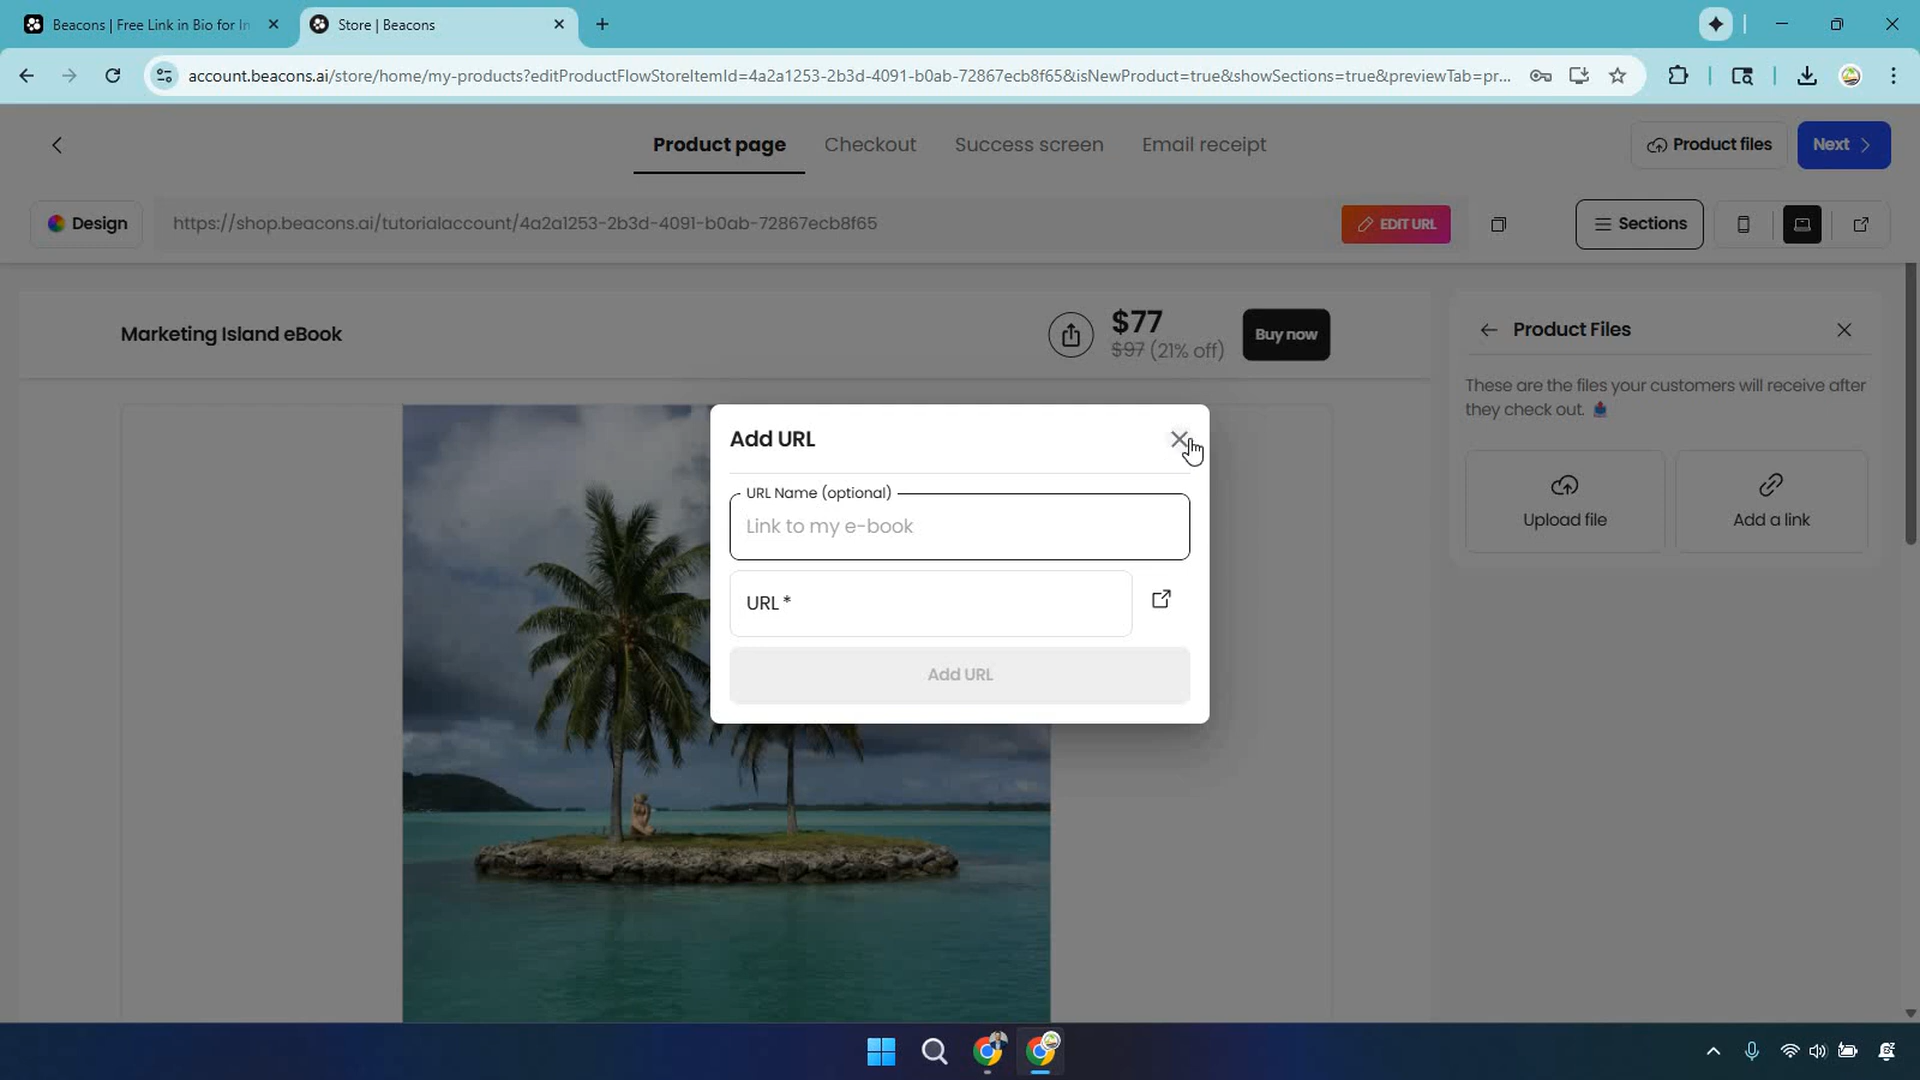 Beacons | Free Link in Bio for In
Store | Beacons
account.beacons.ai/store/home/my-products?editProductFlowStoreItemId=4a2a1253-2b3d-4091-b0ab-72867ecb8f65&isNewProduct=true&showSections=true&previewTab=pr...
Product page
Checkout
Success screen
Email receipt
Product files
Next
Design
https://shop.beacons.ai/tutorialaccount/4a2a1253-2b3d-4091-b0ab-72867ecb8f65
EDIT URL
Sections
Marketing Island eBook
$77
$97 (21% off)
Buy now
Product Files
These are the files your customers will receive after
they check out.
Upload file
Add a link
Add URL
URL Name (optional)
Link to my e-book
URL *
Add URL